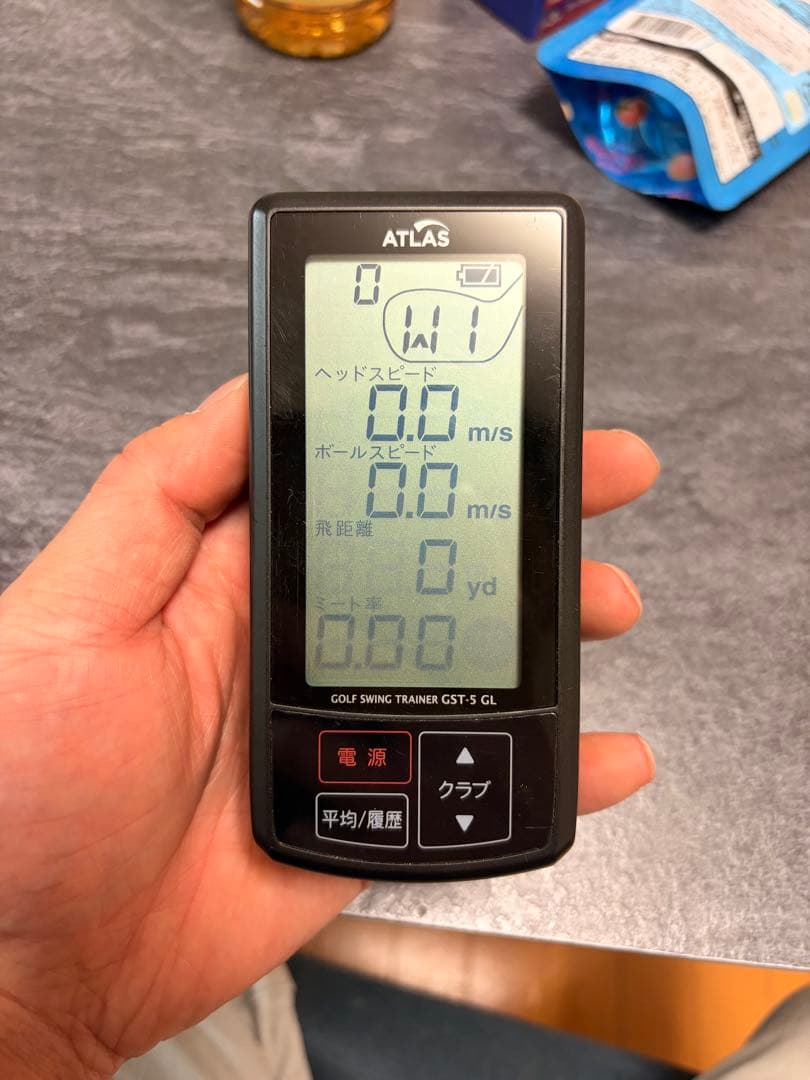 ATLAS
0
W1
ヘッドスピード
0.0 m/s
ボールスピード
0.0 m/s
飛距離
0 yd
ミート率
0.00
GOLF SWING TRAINER GST-5 GL
電源
クラブ
平均/履歴